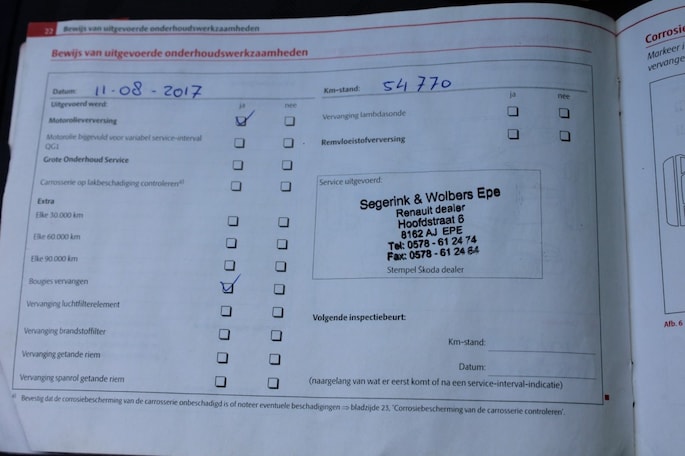 22 Bewijs van uitgevoerde onderhoudswerkzaamheden
Bewijs van uitgevoerde onderhoudswerkzaamheden
Datum: 11-08-2017
Km-stand: 54 770
Uitgevoerd werd: ja nee
ja nee
Motorolieverversing
Motorolie bijgevuld voor variabel service-interval
QG1
Grote Onderhoud Service
Carrosserie op lakbeschadiging controleren a)
Extra
Elke 30.000 km
Elke 60.000 km
Elke 90.000 km
Bougies vervangen
Vervanging luchtfilterelement
Vervanging brandstoffilter
Vervanging getande riem
Vervanging spanrol getande riem
Vervanging lambdasonde
Remvloeistofverversing
Service uitgevoerd:
Segerink & Wolbers Epe
Renault dealer
Hoofdstraat 6
8162 AJ EPE
Tel: 0578 - 61 24 74
Fax: 0578 - 61 24 84
Stempel Skoda dealer
Volgende inspectiebeurt:
Km-stand:
Datum:
(naargelang van wat er eerst komt of na een service-interval-indicatie)
a) Bevestig dat de corrosiebescherming van de carrosserie onbeschadigd is of noteer eventuele beschadigingen ⇒ bladzijde 23, 'Corrosiebescherming van de carrosserie controleren'.
Markeer
vervange
Afb. 6